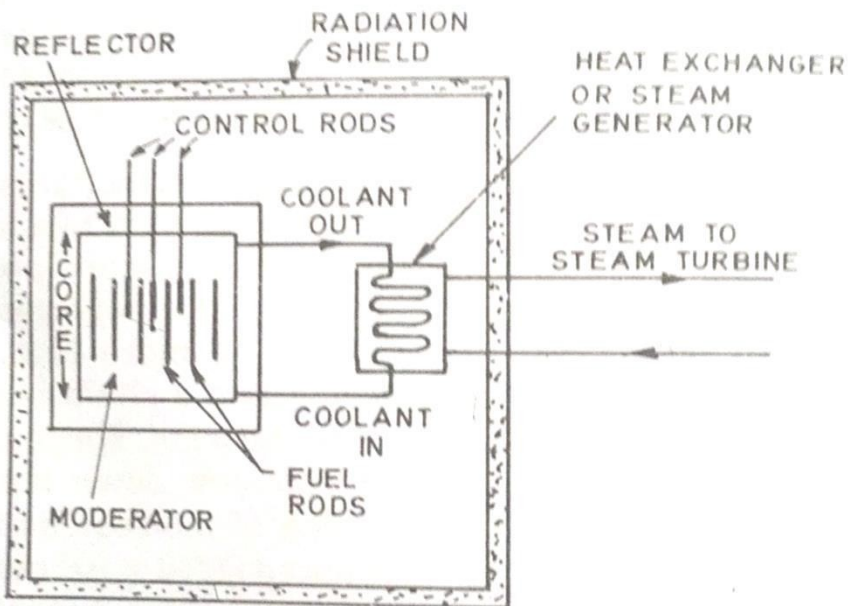 REFLECTOR
RADIATION
SHIELD
HEAT EXCHANGER
OR STEAM
GENERATOR
CONTROL RODS
COOLANT
OUT
STEAM TO
STEAM TURBINE
CORE
COOLANT
IN
FUEL
RODS
MODERATOR